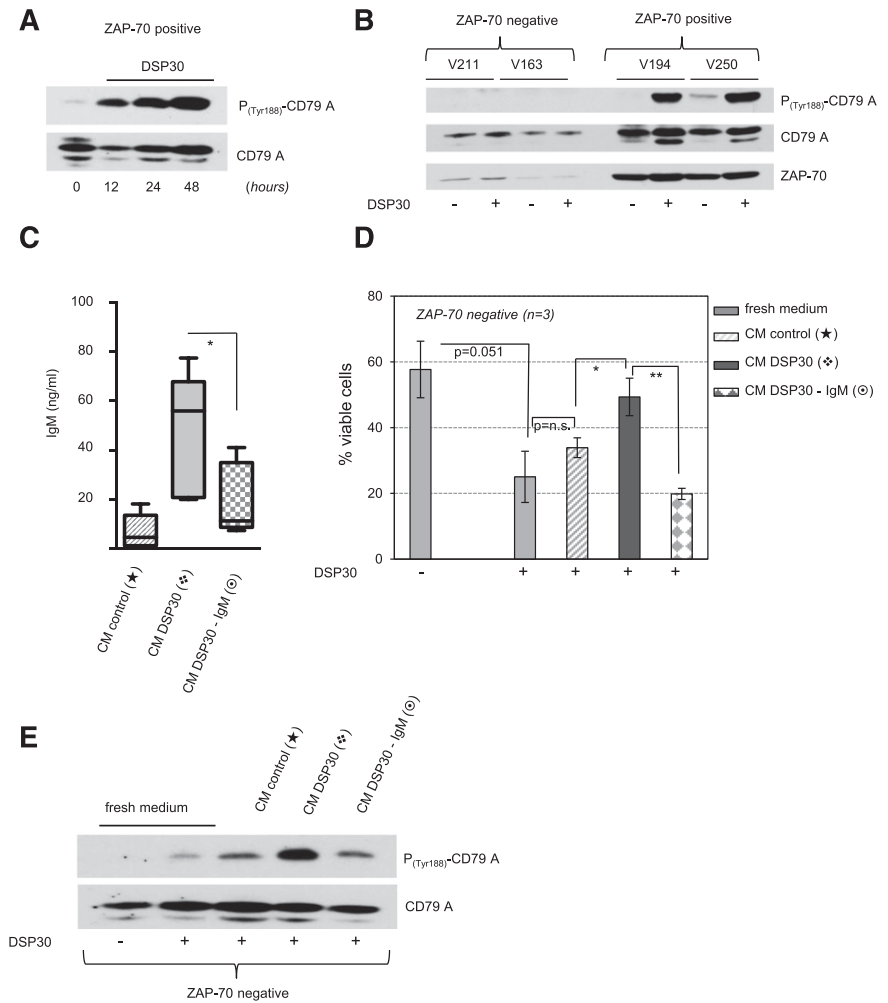 A
ZAP-70 positive
DSP30
P(Tyr188)-CD79 A
CD79 A
0 12 24 48 (hours)
B
ZAP-70 negative ZAP-70 positive
V211 V163 V194 V250
P(Tyr188)-CD79 A
CD79 A
ZAP-70
DSP30 - + - + - + - +
C
IgM (ng/ml)
100
80
60
40
20
*
CM control (★)
CM DSP30 (❖)
CM DSP30 - IgM (⊙)
D
% viable cells
80
60
40
20
0
ZAP-70 negative (n=3)
p=0.051
p=n.s.
*
**
DSP30 - + + + +
fresh medium
CM control (★)
CM DSP30 (❖)
CM DSP30 - IgM (⊙)
E
fresh medium
CM control (★)
CM DSP30 (❖)
CM DSP30 - IgM (⊙)
P(Tyr188)-CD79 A
CD79 A
DSP30 - + + + +
ZAP-70 negative